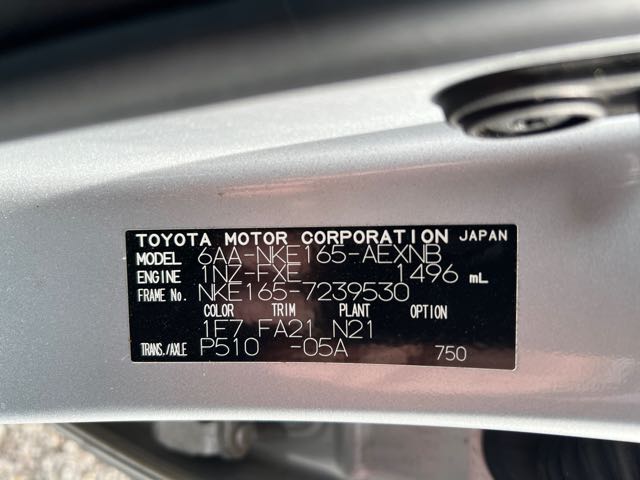 TOYOTA MOTOR CORPORATION JAPAN
MODEL 6AA-NKE165-AEXNB
ENGINE 1NZ-FXE 1496 mL
FRAME No. NKE165-7239530
COLOR TRIM PLANT OPTION
1F7 FA21 N21
TRANS./AXLE P510 -05A 750